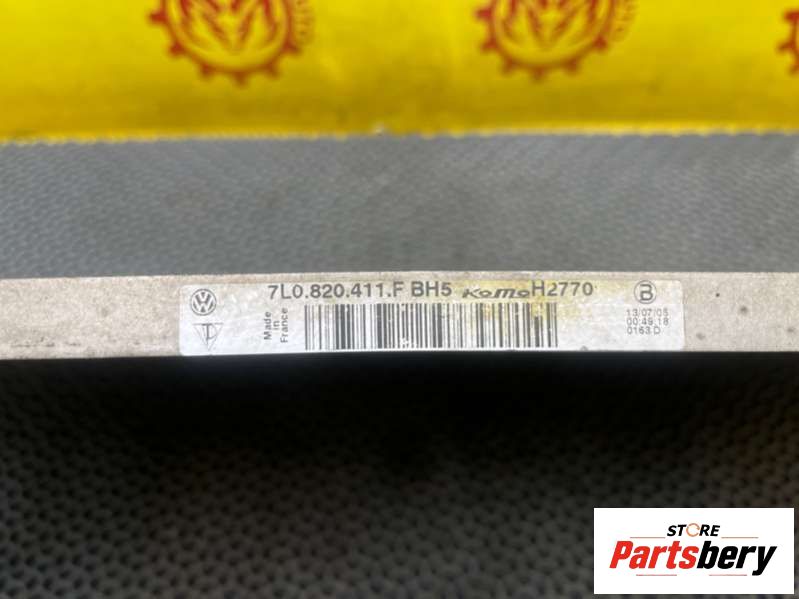 7L0.820.411.F BH5 KoMo H2770
Made
in
France
13/07/05
00:49.18
0163.D
STORE
Partsbery